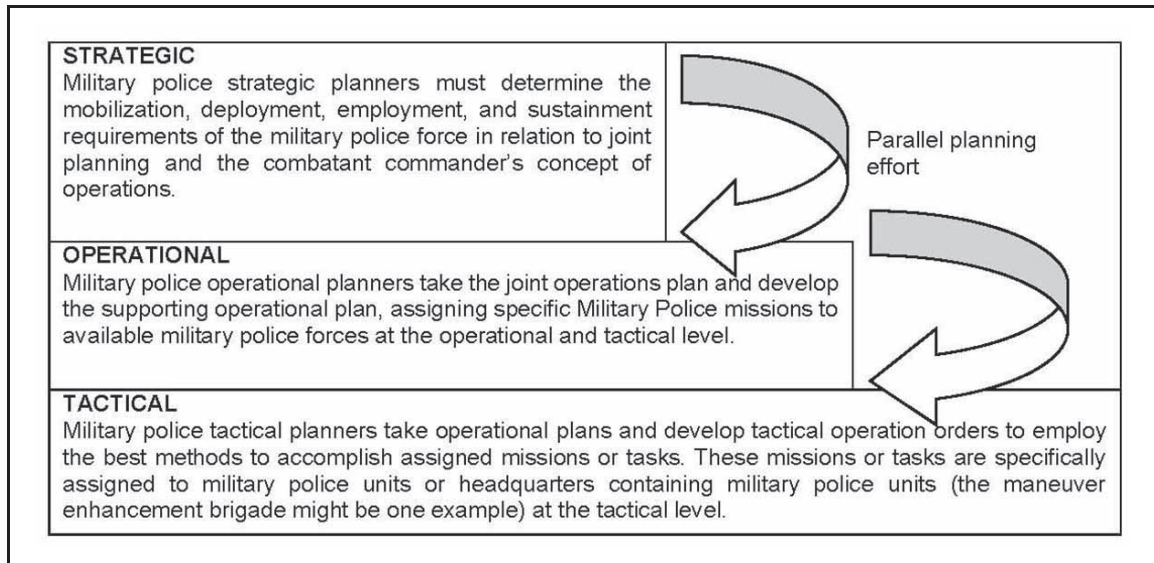 STRATEGIC
Military police strategic planners must determine the
mobilization, deployment, employment, and sustainment
requirements of the military police force in relation to joint
planning and the combatant commander's concept of
operations.
Parallel planning
effort
OPERATIONAL
Military police operational planners take the joint operations plan and develop
the supporting operational plan, assigning specific Military Police missions to
available military police forces at the operational and tactical level.
TACTICAL
Military police tactical planners take operational plans and develop tactical operation orders to employ
the best methods to accomplish assigned missions or tasks. These missions or tasks are specifically
assigned to military police units or headquarters containing military police units (the maneuver
enhancement brigade might be one example) at the tactical level.